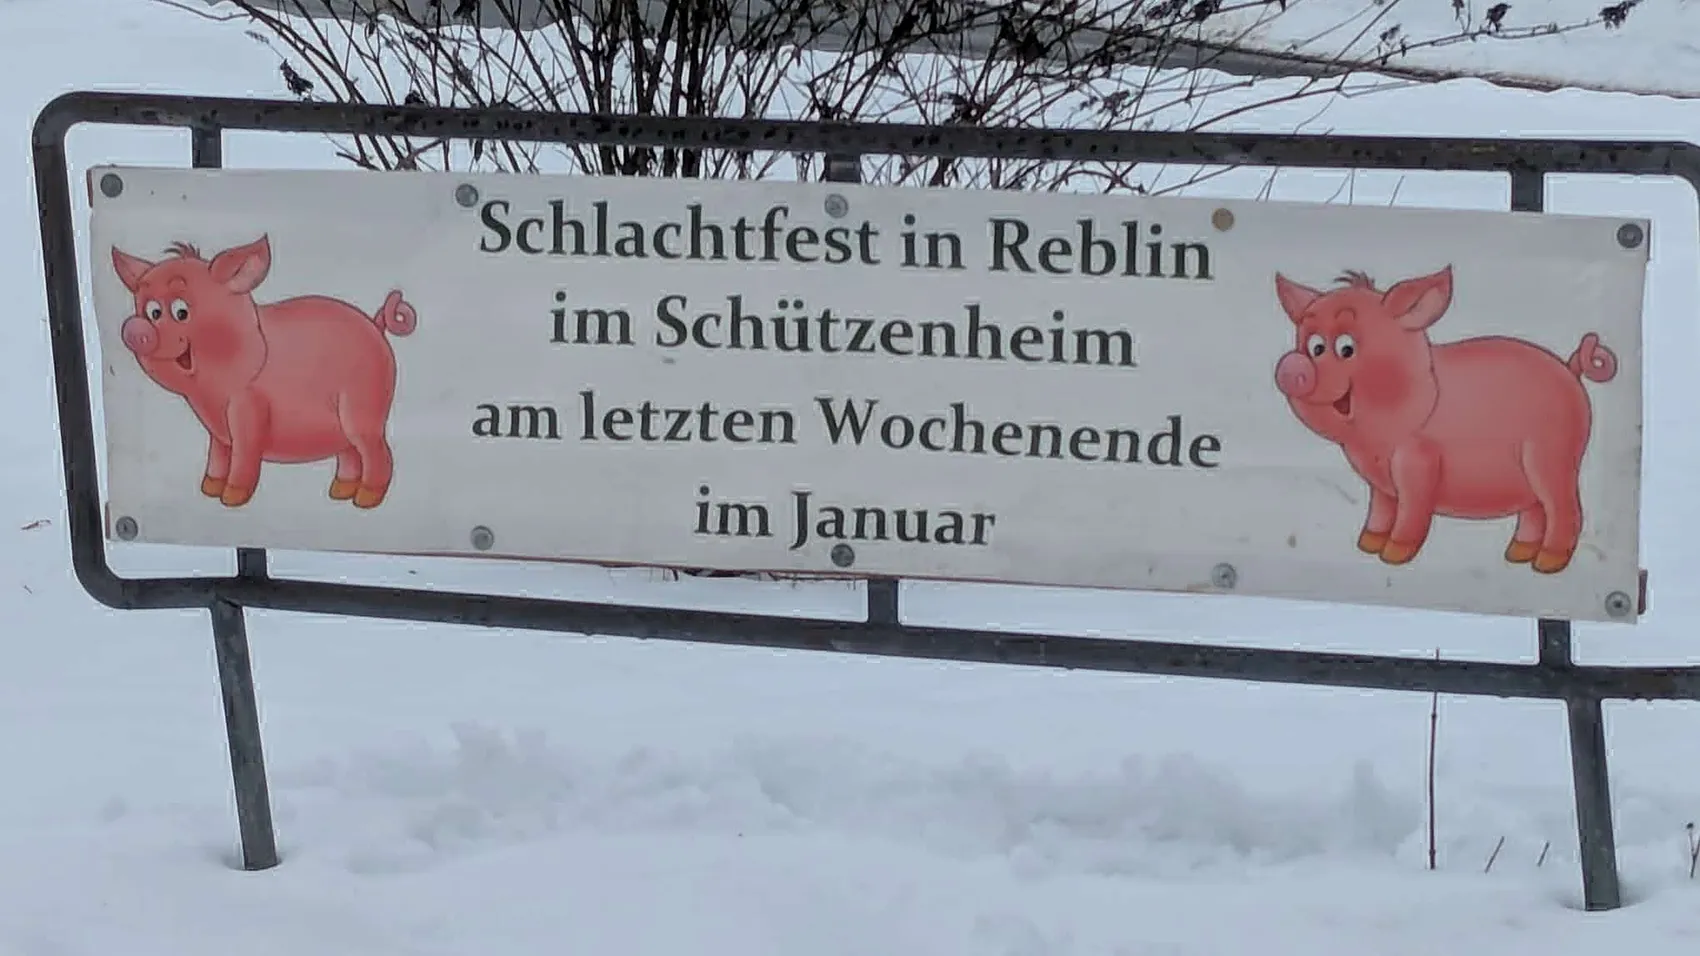 Schlachtfest in Reblin
im Schützenheim
am letzten Wochenende
im Januar